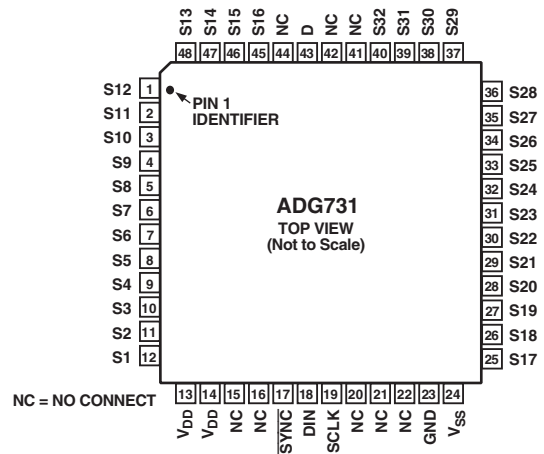 S13 S14 S15 S16 NC D NC NC S32 S31 S30 S29
48 47 46 45 44 43 42 41 40 39 38 37
S12 1
S11 2
S10 3
S9 4
S8 5
S7 6
S6 7
S5 8
S4 9
S3 10
S2 11
S1 12
PIN 1
IDENTIFIER
ADG731
TOP VIEW
(Not to Scale)
36 S28
35 S27
34 S26
33 S25
32 S24
31 S23
30 S22
29 S21
28 S20
27 S19
26 S18
25 S17
NC = NO CONNECT
13 14 15 16 17 18 19 20 21 22 23 24
VDD VDD NC NC SYNC DIN SCLK NC NC NC GND VSS